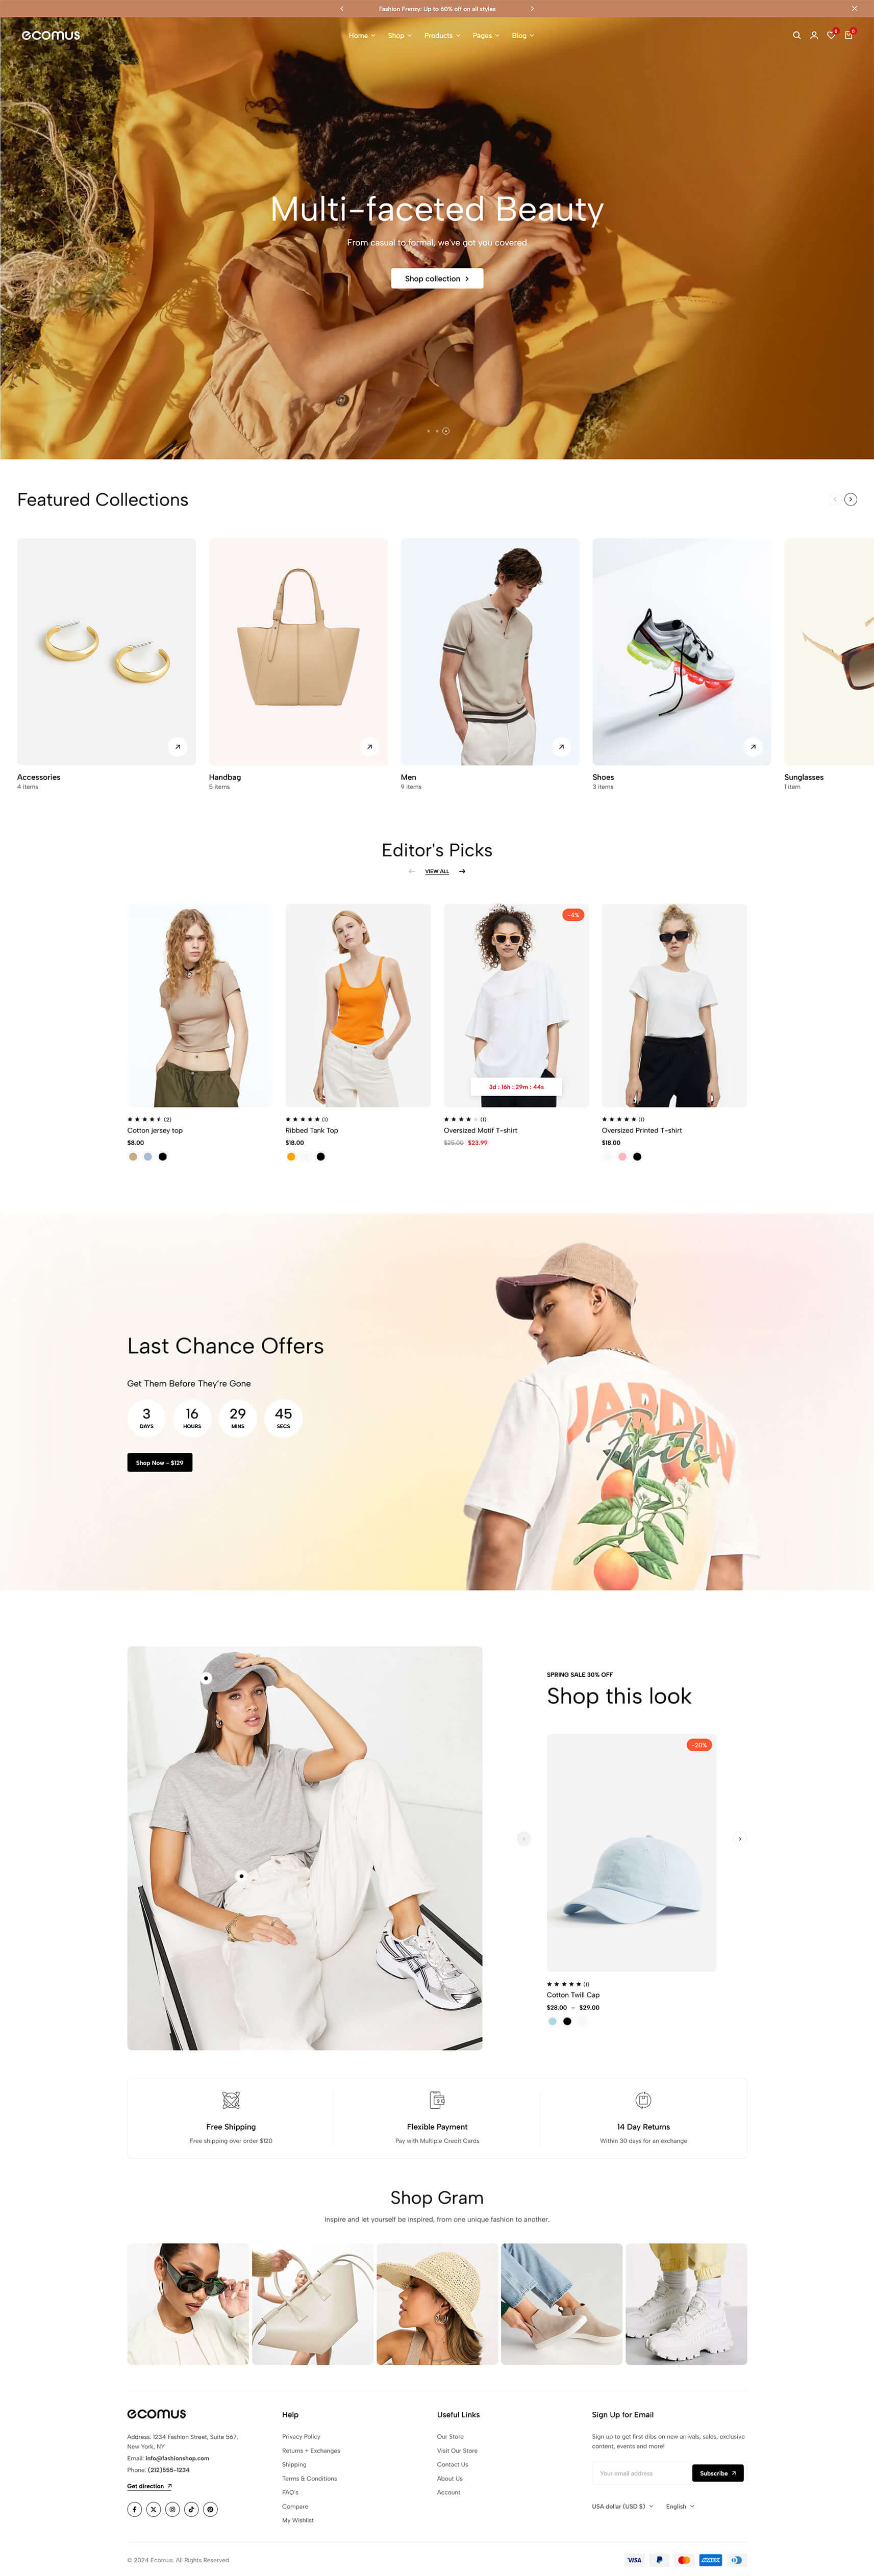 Fashion Frenzy: Up to 60% off on all styles
ecomus
Home Shop Products Pages Blog
0 0
Multi-faceted Beauty
From casual to formal, we've got you covered
Shop collection
Featured Collections
Accessories
4 items
Handbag
5 items
Men
9 items
Shoes
3 items
Sunglasses
1 item
Editor's Picks
VIEW ALL
(2)
Cotton jersey top
$8.00
(1)
Ribbed Tank Top
$18.00
-4%
3d : 16h : 29m : 44s
(1)
Oversized Motif T-shirt
$25.00 $23.99
(1)
Oversized Printed T-shirt
$18.00
Last Chance Offers
Get Them Before They're Gone
3 16 29 45
DAYS HOURS MINS SECS
Shop Now - $129
JARDIN
Fruits
SPRING SALE 30% OFF
Shop this look
-20%
(1)
Cotton Twill Cap
$28.00 – $29.00
Free Shipping
Free shipping over order $120
Flexible Payment
Pay with Multiple Credit Cards
14 Day Returns
Within 30 days for an exchange
Shop Gram
Inspire and let yourself be inspired, from one unique fashion to another.
ecomus
Address: 1234 Fashion Street, Suite 567,
New York, NY
Email: info@fashionshop.com
Phone: (212)555-1234
Get direction
Help
Privacy Policy
Returns + Exchanges
Shipping
Terms & Conditions
FAQ's
Compare
My Wishlist
Useful Links
Our Store
Visit Our Store
Contact Us
About Us
Account
Sign Up for Email
Sign up to get first dibs on new arrivals, sales, exclusive
content, events and more!
Your email address
Subscribe
USA dollar (USD $) English
© 2024 Ecomus. All Rights Reserved
VISA
AMEX